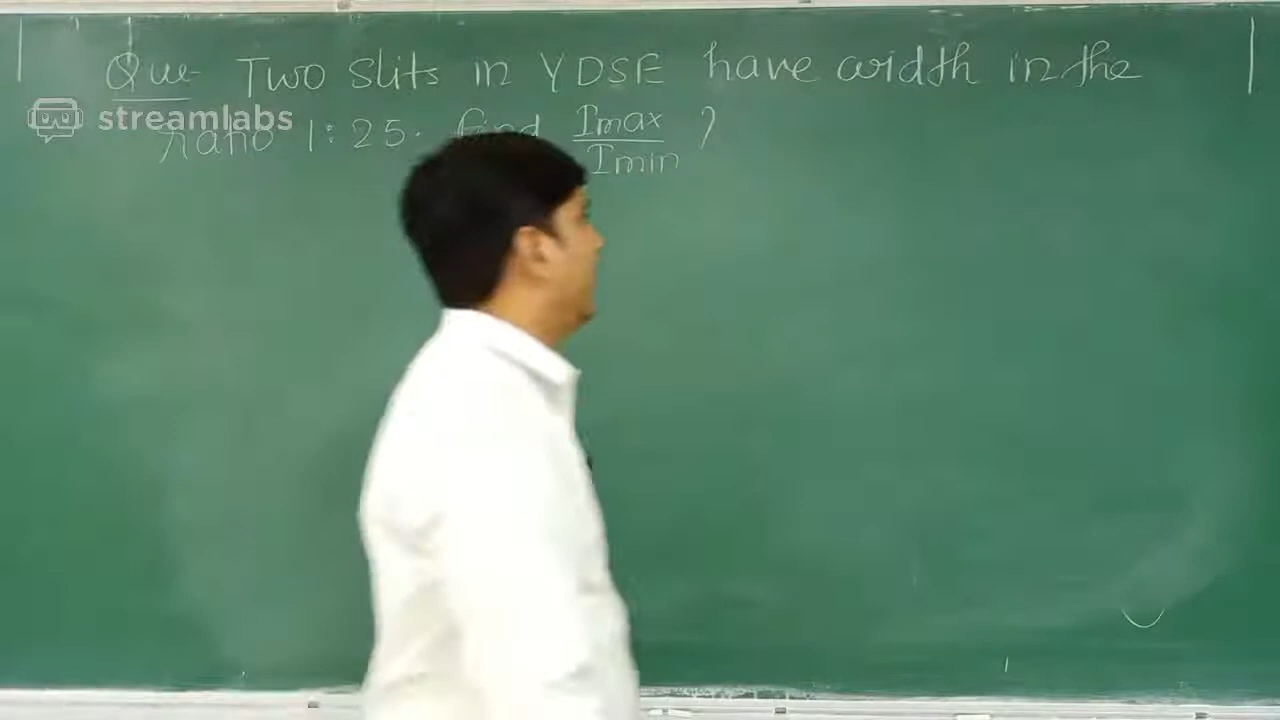 Que- Two Slits in YDSE have width in the
streamlabs
ratio 1:25. find Imax/Imin ?